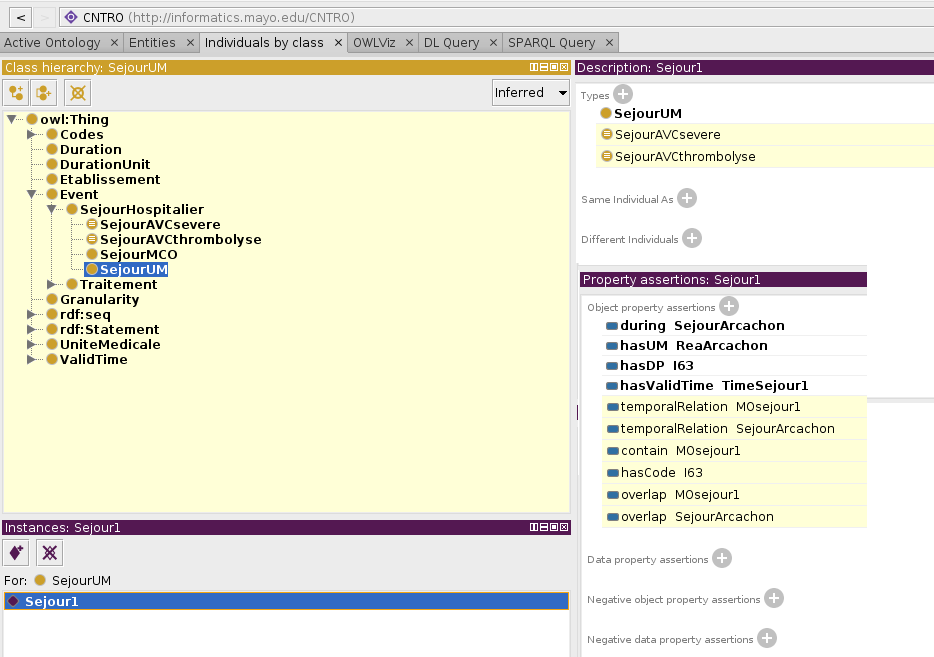 < > CNTRO (http://informatics.mayo.edu/CNTRO)
Active Ontology × Entities × Individuals by class × OWLViz × DL Query × SPARQL Query ×
Class hierarchy: SejourUM
Inferred
owl:Thing
Codes
Duration
DurationUnit
Etablissement
Event
SejourHospitalier
SejourAVCsevere
SejourAVCthrombolyse
SejourMCO
SejourUM
Traitement
Granularity
rdf:seq
rdf:Statement
UniteMedicale
ValidTime
Instances: Sejour1
For: SejourUM
Sejour1
Description: Sejour1
Types
SejourUM
SejourAVCsevere
SejourAVCthrombolyse
Same Individual As
Different Individuals
Property assertions: Sejour1
Object property assertions
during SejourArcachon
hasUM ReaArcachon
hasDP I63
hasValidTime TimeSejour1
temporalRelation MOsejour1
temporalRelation SejourArcachon
contain MOsejour1
hasCode I63
overlap MOsejour1
overlap SejourArcachon
Data property assertions
Negative object property assertions
Negative data property assertions